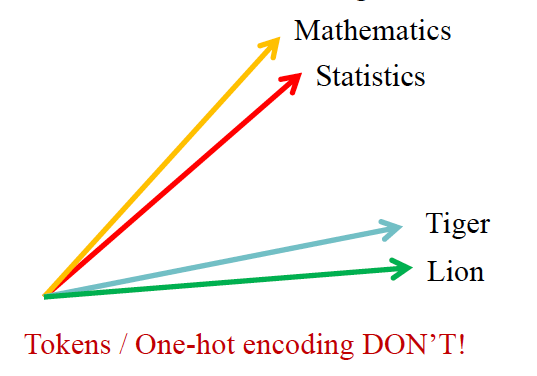 Mathematics
Statistics
Tiger
Lion
Tokens / One-hot encoding DON'T!